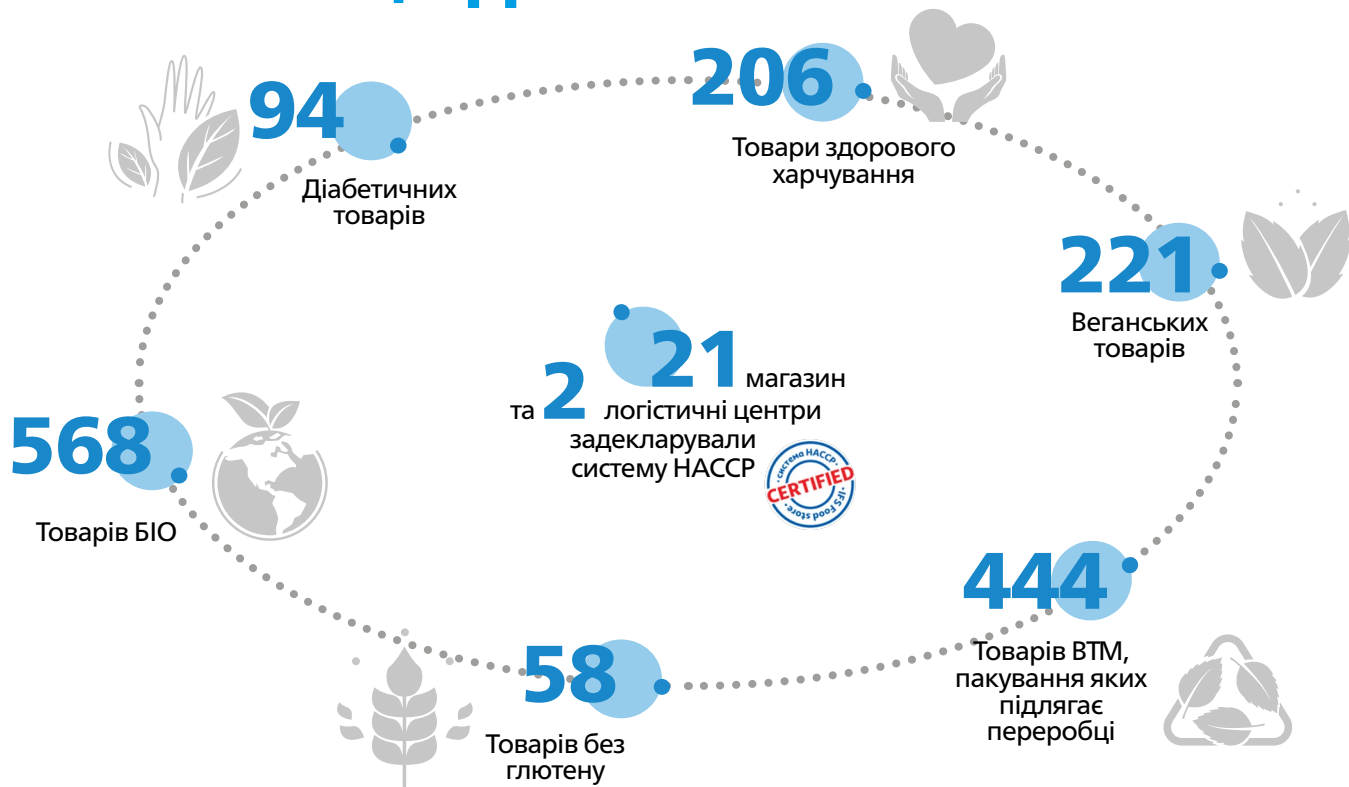 94
Діабетичних
товарів
206
Товари здорового
харчування
221
Веганських
товарів
21 магазин
та 2 логістичні центри
задекларували
систему HACCP
система HACCP
CERTIFIED
IFS Food store
568
Товарів БІО
444
Товарів ВТМ,
пакування яких
підлягає
переробці
58
Товарів без
глютену